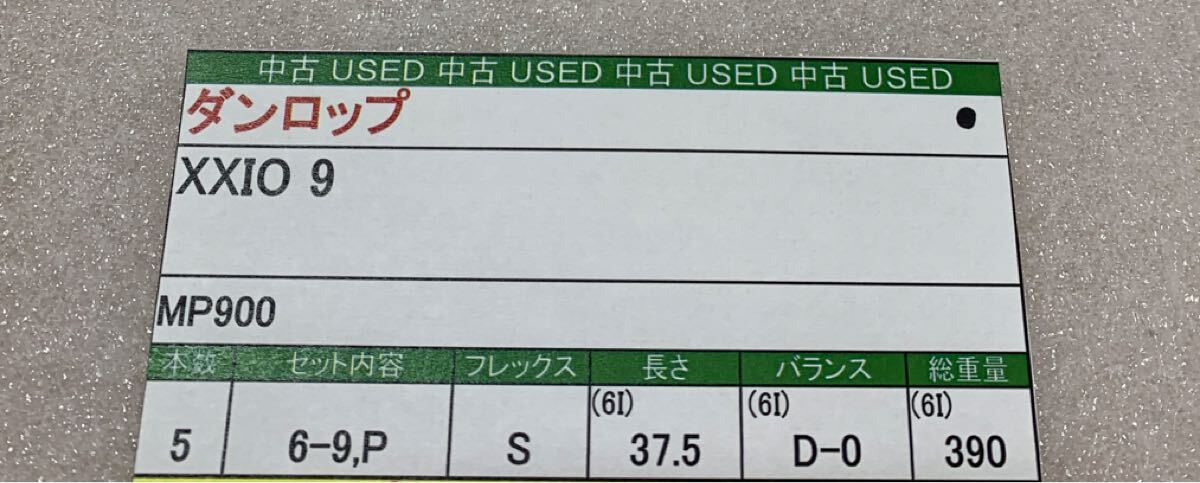 中古 USED 中古 USED 中古 USED 中古 USED
ダンロップ
XXIO 9
MP900
本数 セット内容 フレックス 長さ バランス 総重量
(6I) (6I) (6I)
5 6-9,P S 37.5 D-0 390